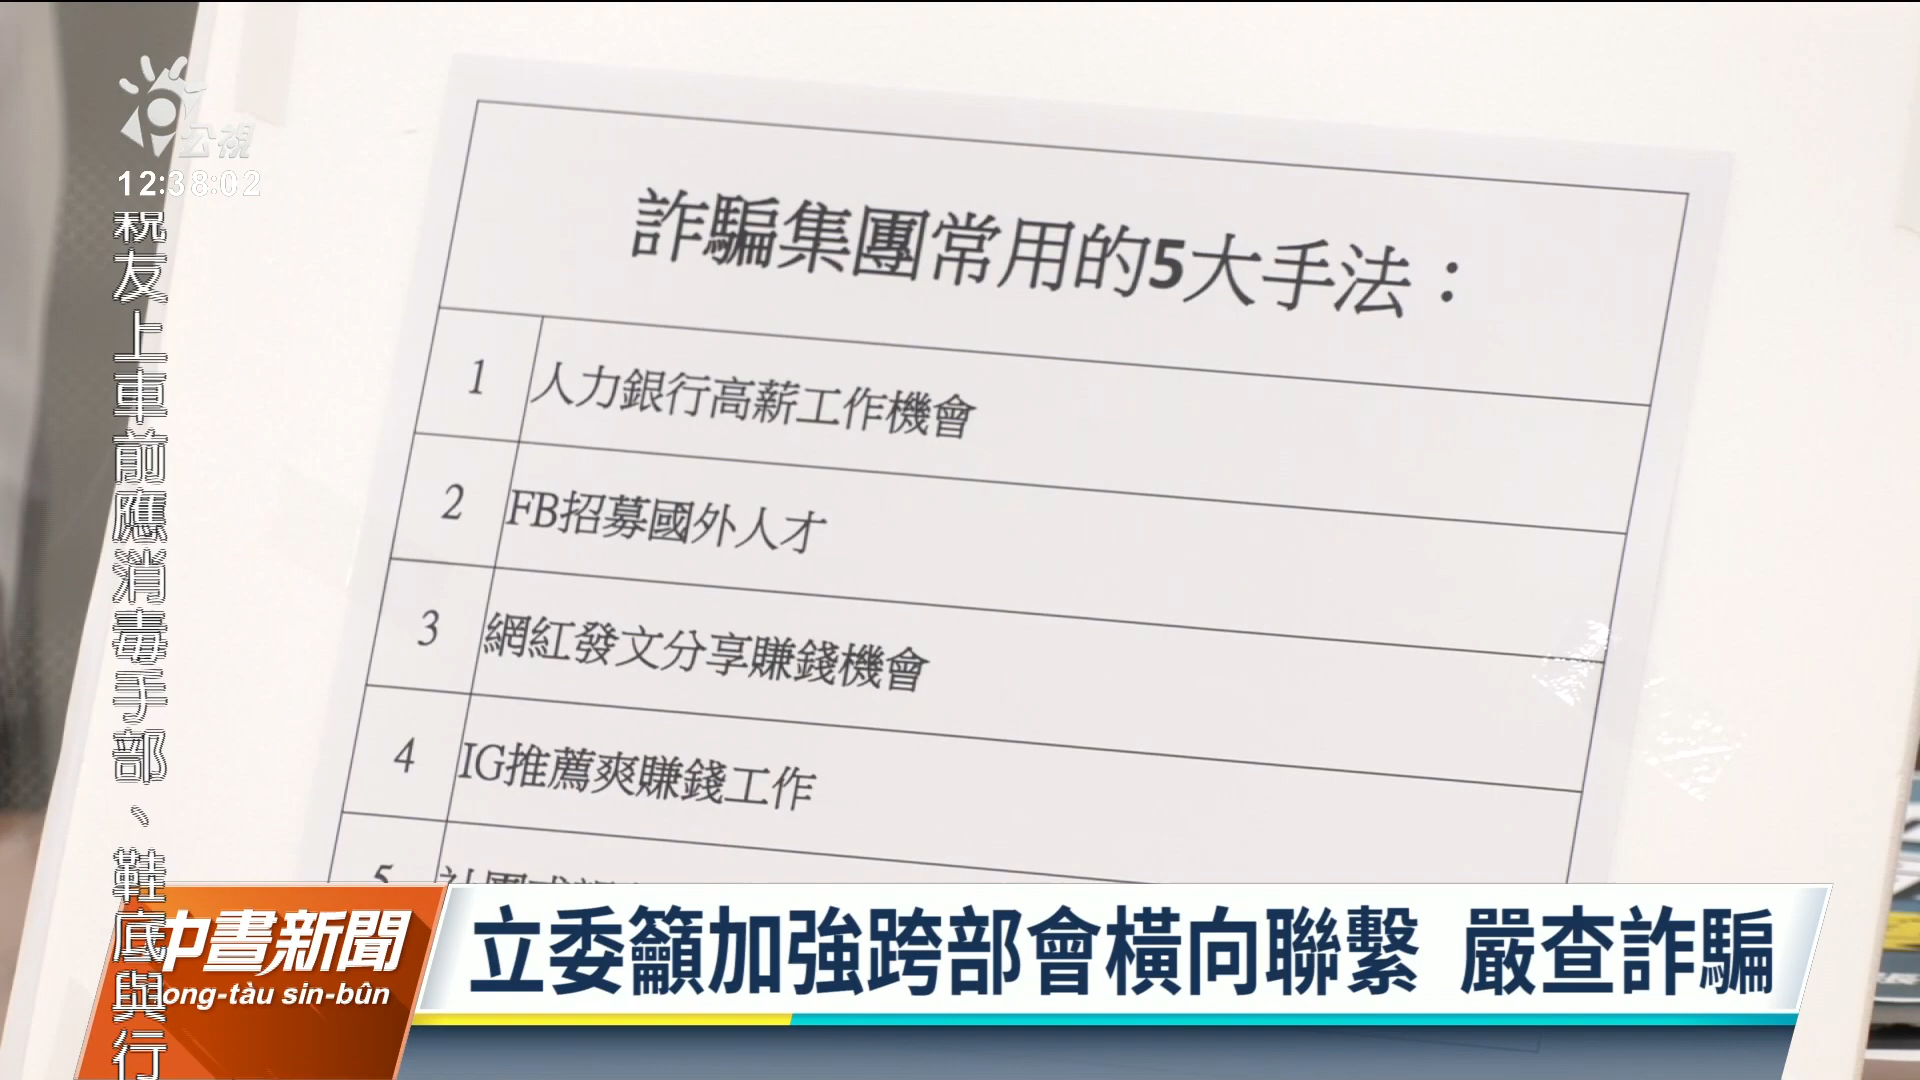 公視
12:38:02
祝友上車前應消毒手部、鞋底與行
詐騙集團常用的5大手法：
1 人力銀行高薪工作機會
2 FB招募國外人才
3 網紅發文分享賺錢機會
4 IG推薦爽賺錢工作
5
中晝新聞
ong-tàu sin-bûn
立委籲加強跨部會橫向聯繫 嚴查詐騙